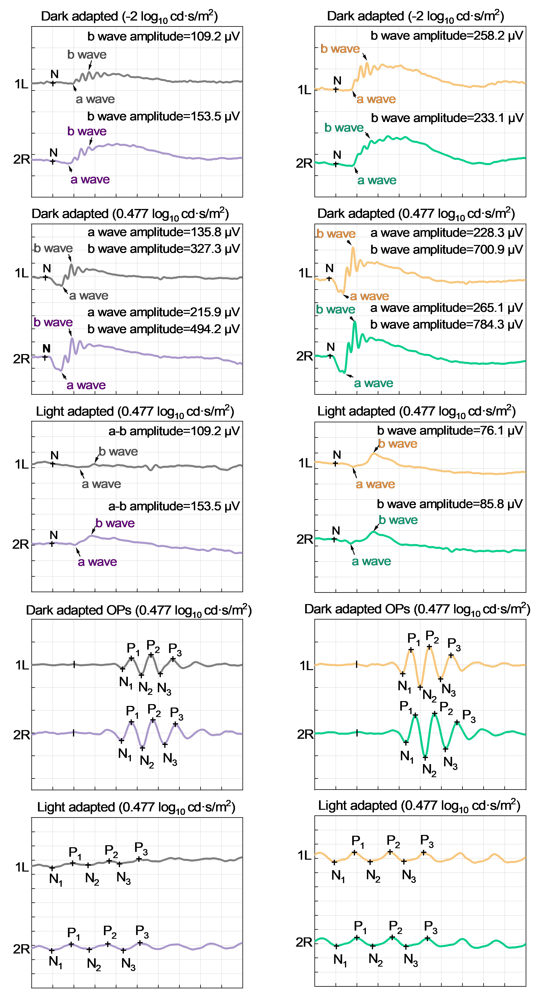 Dark adapted (-2 log10 cd·s/m²)
b wave amplitude=109.2 µV
b wave
N
1L
a wave
b wave amplitude=153.5 µV
b wave
N
2R
a wave
Dark adapted (-2 log10 cd·s/m²)
b wave amplitude=258.2 µV
b wave
N
1L
a wave
b wave amplitude=233.1 µV
b wave
N
2R
a wave
Dark adapted (0.477 log10 cd·s/m²)
a wave amplitude=135.8 µV
b wave
b wave amplitude=327.3 µV
N
1L
a wave
a wave amplitude=215.9 µV
b wave
b wave amplitude=494.2 µV
N
2R
a wave
Dark adapted (0.477 log10 cd·s/m²)
b wave
a wave amplitude=228.3 µV
b wave amplitude=700.9 µV
N
1L
a wave
b wave
a wave amplitude=265.1 µV
b wave amplitude=784.3 µV
N
2R
a wave
Light adapted (0.477 log10 cd·s/m²)
a-b amplitude=109.2 µV
b wave
N
1L
a wave
a-b amplitude=153.5 µV
b wave
N
2R
a wave
Light adapted (0.477 log10 cd·s/m²)
b wave amplitude=76.1 µV
b wave
N
1L
a wave
b wave amplitude=85.8 µV
b wave
N
2R
a wave
Dark adapted OPs (0.477 log10 cd·s/m²)
P1 P2 P3
1L
N1 N2 N3
P1 P2 P3
2R
N1 N2 N3
Dark adapted OPs (0.477 log10 cd·s/m²)
P1 P2 P3
1L
N1 N2 N3
P1 P2 P3
2R
N1 N2 N3
Light adapted (0.477 log10 cd·s/m²)
P1 P2 P3
1L
N1 N2 N3
P1 P2 P3
2R
N1 N2 N3
Light adapted (0.477 log10 cd·s/m²)
P1 P2 P3
1L
N1 N2 N3
P1 P2 P3
2R
N1 N2 N3